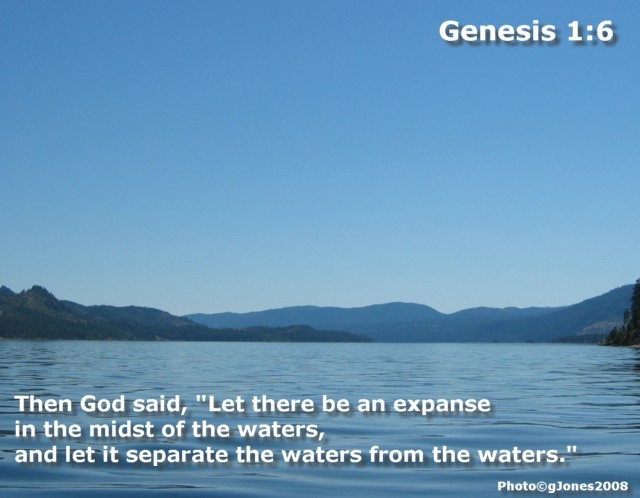 Genesis 1:6
Then God said, "Let there be an expanse
in the midst of the waters,
and let it separate the waters from the waters."
Photo©gJones2008